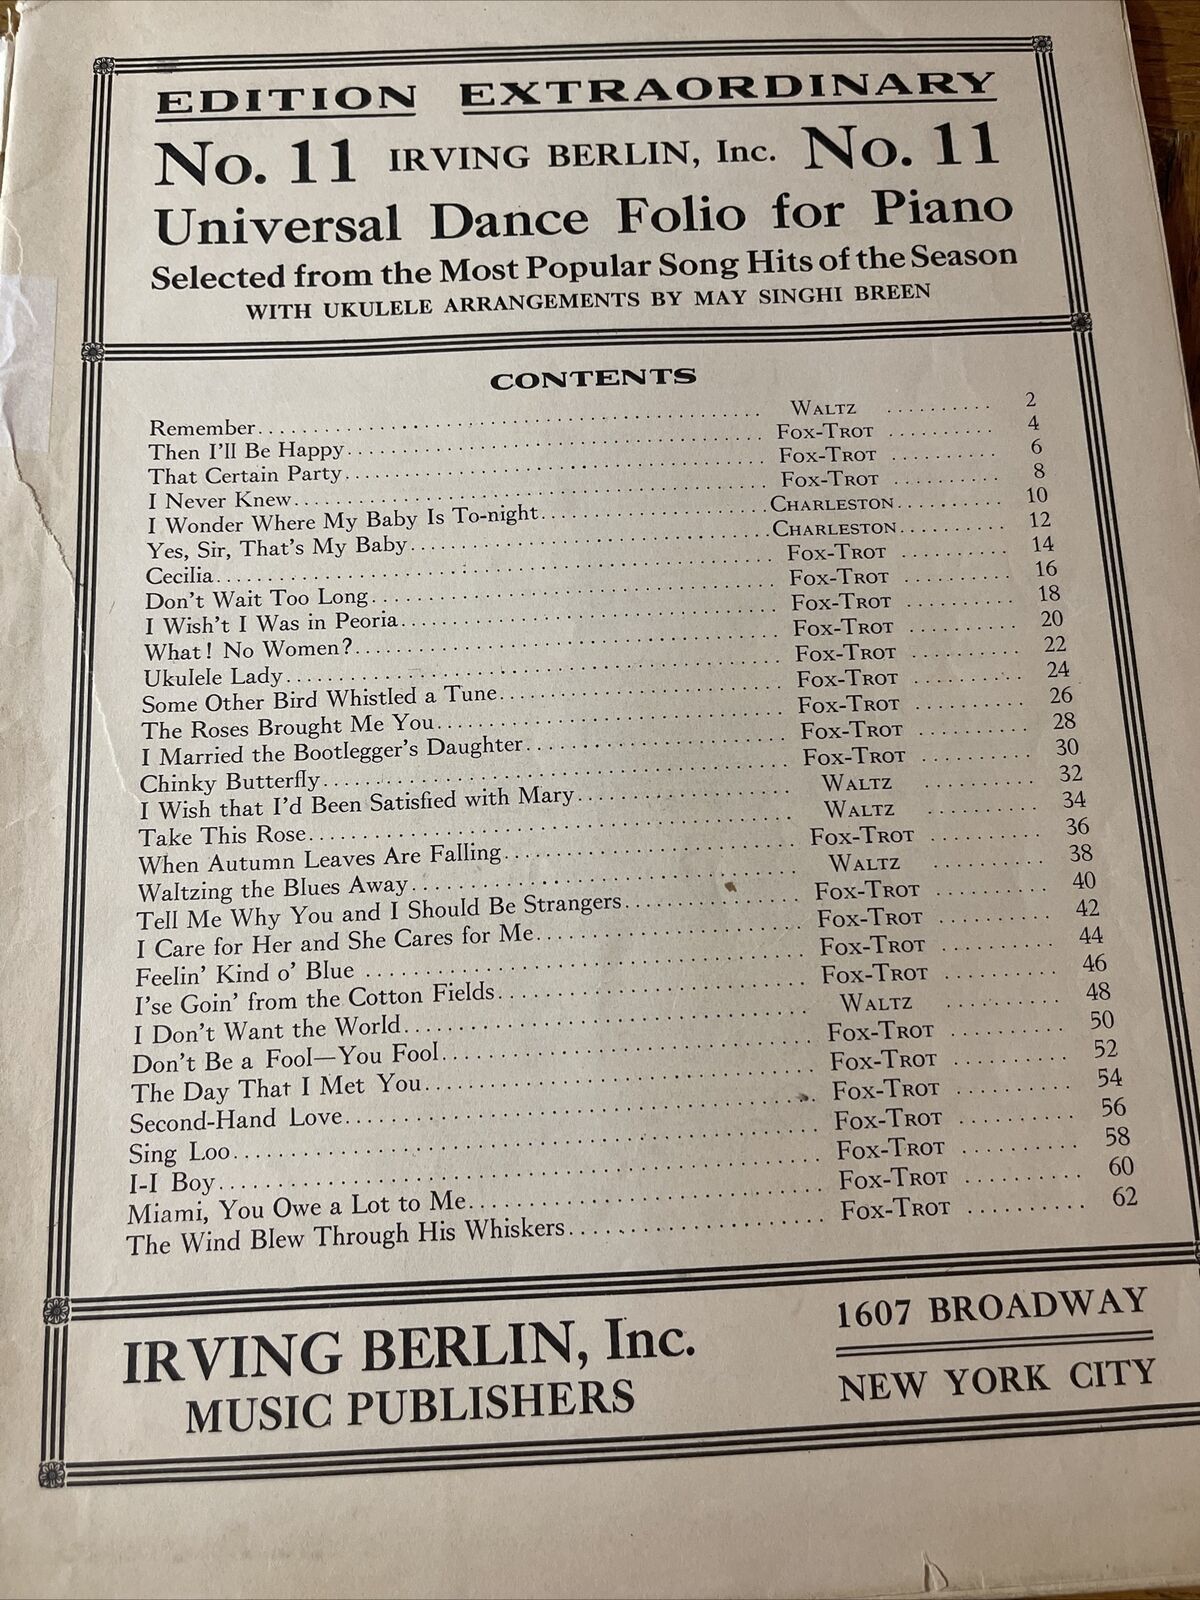 EDITION EXTRAORDINARY
No. 11 IRVING BERLIN, Inc. No. 11
Universal Dance Folio for Piano
Selected from the Most Popular Song Hits of the Season
WITH UKULELE ARRANGEMENTS BY MAY SINGHI BREEN
CONTENTS
Remember........ WALTZ ........ 2
Then I'll Be Happy........ FOX-TROT ........ 4
That Certain Party........ FOX-TROT ........ 6
I Never Knew........ FOX-TROT ........ 8
I Wonder Where My Baby Is To-night........ CHARLESTON ........ 10
Yes, Sir, That's My Baby........ CHARLESTON ........ 12
Cecilia........ FOX-TROT ........ 14
Don't Wait Too Long........ FOX-TROT ........ 16
I Wish't I Was in Peoria........ FOX-TROT ........ 18
What! No Women?........ FOX-TROT ........ 20
Ukulele Lady........ FOX-TROT ........ 22
Some Other Bird Whistled a Tune........ FOX-TROT ........ 24
The Roses Brought Me You........ FOX-TROT ........ 26
I Married the Bootlegger's Daughter........ FOX-TROT ........ 28
Chinky Butterfly........ FOX-TROT ........ 30
I Wish that I'd Been Satisfied with Mary........ WALTZ ........ 32
Take This Rose........ WALTZ ........ 34
When Autumn Leaves Are Falling........ FOX-TROT ........ 36
Waltzing the Blues Away........ WALTZ ........ 38
Tell Me Why You and I Should Be Strangers........ FOX-TROT ........ 40
I Care for Her and She Cares for Me........ FOX-TROT ........ 42
Feelin' Kind o' Blue ........ FOX-TROT ........ 44
I'se Goin' from the Cotton Fields........ FOX-TROT ........ 46
I Don't Want the World........ WALTZ ........ 48
Don't Be a Fool—You Fool........ FOX-TROT ........ 50
The Day That I Met You........ FOX-TROT ........ 52
Second-Hand Love........ FOX-TROT ........ 54
Sing Loo........ FOX-TROT ........ 56
I-I Boy........ FOX-TROT ........ 58
Miami, You Owe a Lot to Me........ FOX-TROT ........ 60
The Wind Blew Through His Whiskers........ FOX-TROT ........ 62
IRVING BERLIN, Inc.
MUSIC PUBLISHERS
1607 BROADWAY
NEW YORK CITY